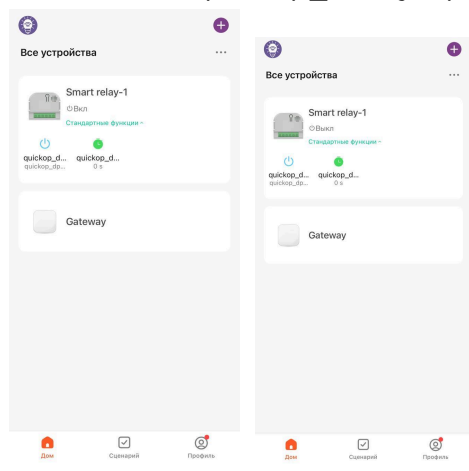 Все устройства
Smart relay-1
Вкл
Стандартные функции
quickop_d... quickop_d...
quickop_dp... 0 s
Gateway
Дом Сценарий Профиль
Все устройства
Smart relay-1
Выкл
Стандартные функции
quickop_d... quickop_d...
quickop_dp... 0 s
Gateway
Дом Сценарий Профиль